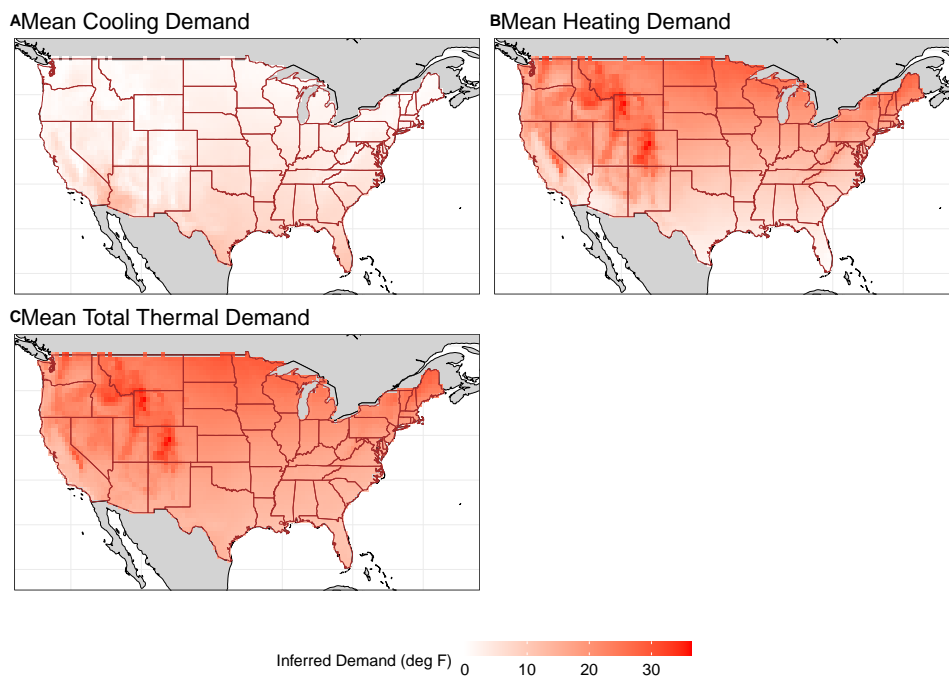 A Mean Cooling Demand
B Mean Heating Demand
C Mean Total Thermal Demand
Inferred Demand (deg F) 0 10 20 30